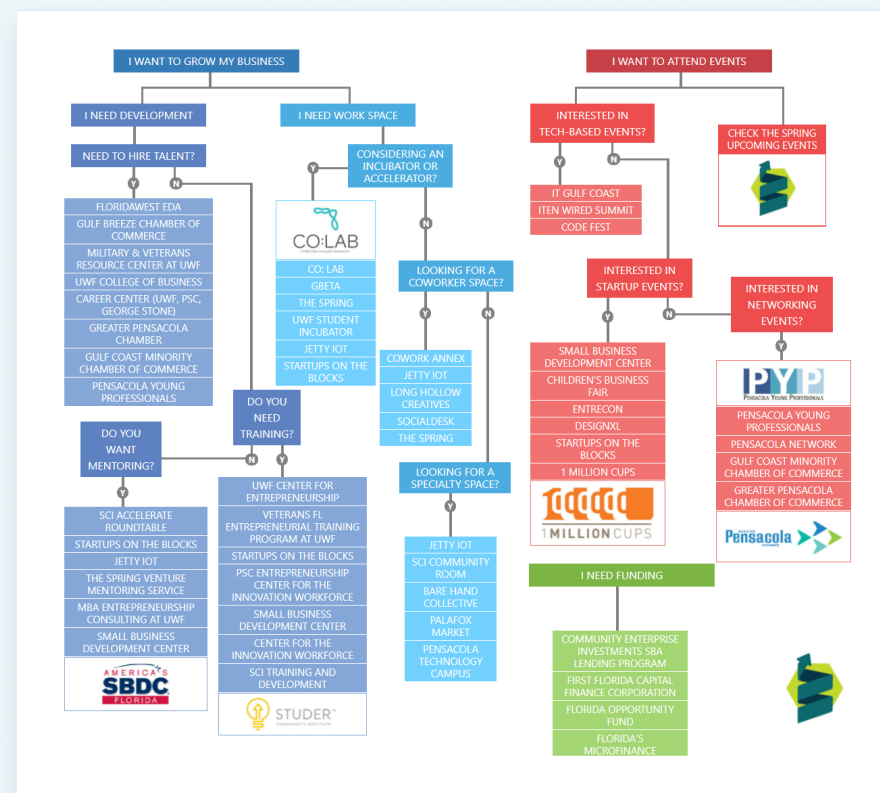 I WANT TO GROW MY BUSINESS
I NEED DEVELOPMENT
NEED TO HIRE TALENT?
Y
N
FLORIDAWEST EDA
GULF BREEZE CHAMBER OF
COMMERCE
MILITARY & VETERANS
RESOURCE CENTER AT UWF
UWF COLLEGE OF BUSINESS
CAREER CENTER (UWF, PSC,
GEORGE STONE)
GREATER PENSACOLA
CHAMBER
GULF COAST MINORITY
CHAMBER OF COMMERCE
PENSACOLA YOUNG
PROFESSIONALS
DO YOU
NEED
TRAINING?
N
Y
DO YOU
WANT
MENTORING?
Y
SCI ACCELERATE
ROUNDTABLE
STARTUPS ON THE BLOCKS
JETTY IOT
THE SPRING VENTURE
MENTORING SERVICE
MBA ENTREPRENEURSHIP
CONSULTING AT UWF
SMALL BUSINESS
DEVELOPMENT CENTER
AMERICA'S
SBDC
FLORIDA
UWF CENTER FOR
ENTREPRENEURSHIP
VETERANS FL
ENTREPRENEURIAL TRAINING
PROGRAM AT UWF
STARTUPS ON THE BLOCKS
PSC ENTREPRENEURSHIP
CENTER FOR THE
INNOVATION WORKFORCE
SMALL BUSINESS
DEVELOPMENT CENTER
CENTER FOR THE
INNOVATION WORKFORCE
SCI TRAINING AND
DEVELOPMENT
STUDER
COMMUNITY INSTITUTE
I NEED WORK SPACE
CONSIDERING AN
INCUBATOR OR
ACCELERATOR?
Y
N
CO:LAB
CO: LAB
GBETA
THE SPRING
UWF STUDENT
INCUBATOR
JETTY IOT
STARTUPS ON THE
BLOCKS
LOOKING FOR A
COWORKER SPACE?
Y
N
COWORK ANNEX
JETTY IOT
LONG HOLLOW
CREATIVES
SOCIALDESK
THE SPRING
LOOKING FOR A
SPECIALTY SPACE?
Y
JETTY IOT
SCI COMMUNITY
ROOM
BARE HAND
COLLECTIVE
PALAFOX
MARKET
PENSACOLA
TECHNOLOGY
CAMPUS
I WANT TO ATTEND EVENTS
INTERESTED IN
TECH-BASED EVENTS?
Y
N
IT GULF COAST
ITEN WIRED SUMMIT
CODE FEST
CHECK THE SPRING
UPCOMING EVENTS
INTERESTED IN
STARTUP EVENTS?
Y
N
SMALL BUSINESS
DEVELOPMENT CENTER
CHILDREN'S BUSINESS
FAIR
ENTRECON
DESIGNXL
STARTUPS ON THE
BLOCKS
1 MILLION CUPS
1MILLIONCUPS
INTERESTED IN
NETWORKING
EVENTS?
Y
PYP
PENSACOLA YOUNG PROFESSIONALS
PENSACOLA YOUNG
PROFESSIONALS
PENSACOLA NETWORK
GULF COAST MINORITY
CHAMBER OF COMMERCE
GREATER PENSACOLA
CHAMBER OF COMMERCE
GREATER
Pensacola
CHAMBER
I NEED FUNDING
COMMUNITY ENTERPRISE
INVESTMENTS SBA
LENDING PROGRAM
FIRST FLORIDA CAPITAL
FINANCE CORPORATION
FLORIDA OPPORTUNITY
FUND
FLORIDA'S
MICROFINANCE